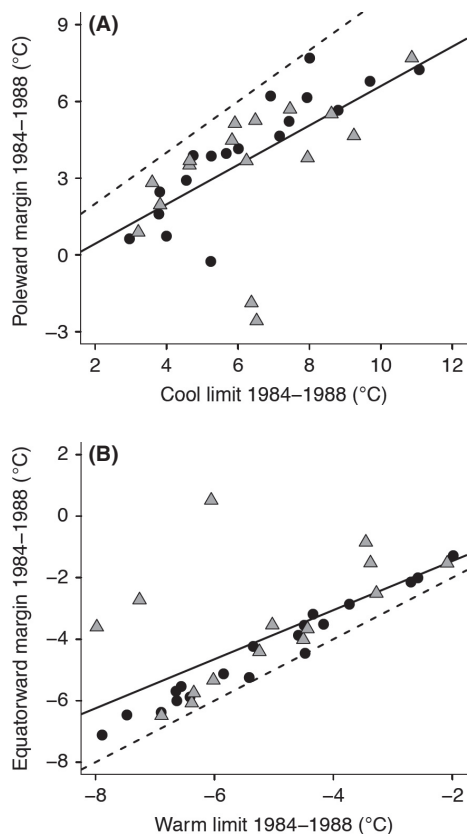 (A)
Poleward margin 1984–1988 (°C)
9
6
3
0
−3
2 4 6 8 10 12
Cool limit 1984–1988 (°C)
(B)
Equatorward margin 1984–1988 (°C)
2
0
−2
−4
−6
−8
−8 −6 −4 −2
Warm limit 1984–1988 (°C)